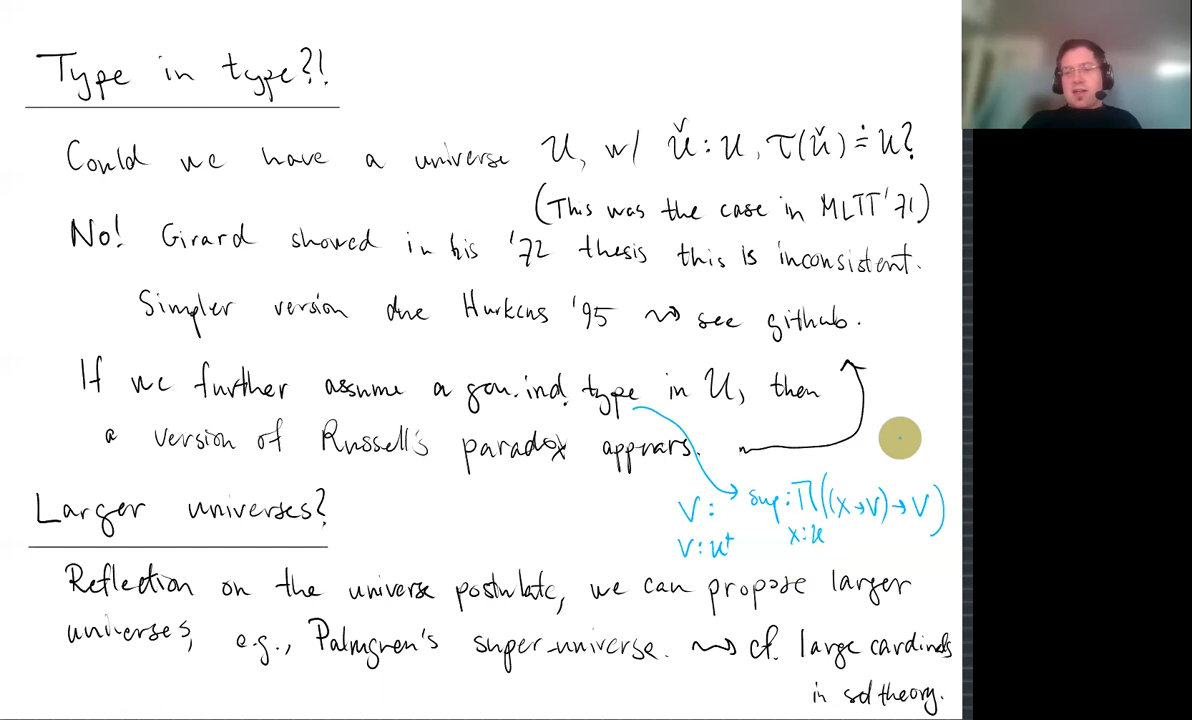 Type in type?!
Could we have a universe U, w/ Ǔ : U, T(Ǔ) ≐ U?
(This was the case in MLTT '71)
No! Girard showed in his '72 thesis this is inconsistent.
Simpler version due Hurkens '95 ⇝ see github.
If we further assume a gen. ind. type in U, then
a version of Russell's paradox appears.
V : sup : Π ((X → V) → V)
V : U⁺ X : U
Larger universes?
Reflection on the universe postulate, we can propose larger
universes, e.g., Palmgren's super-universe. ⇝ cf. large cardinals
in set theory.